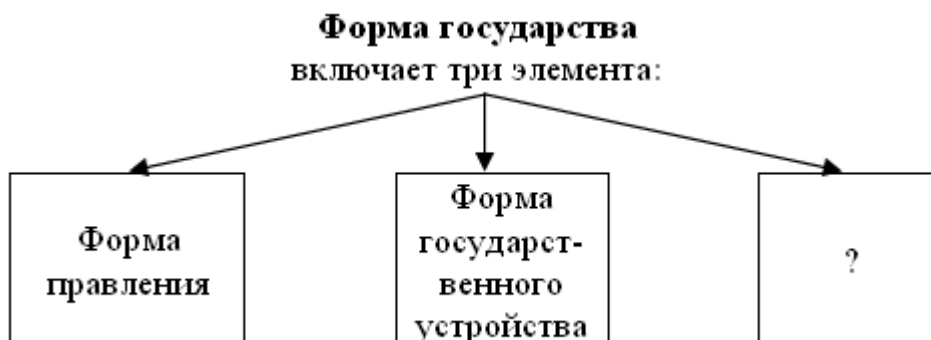 Форма государства
включает три элемента:
Форма
правления
Форма
государст-
венного
устройства
?